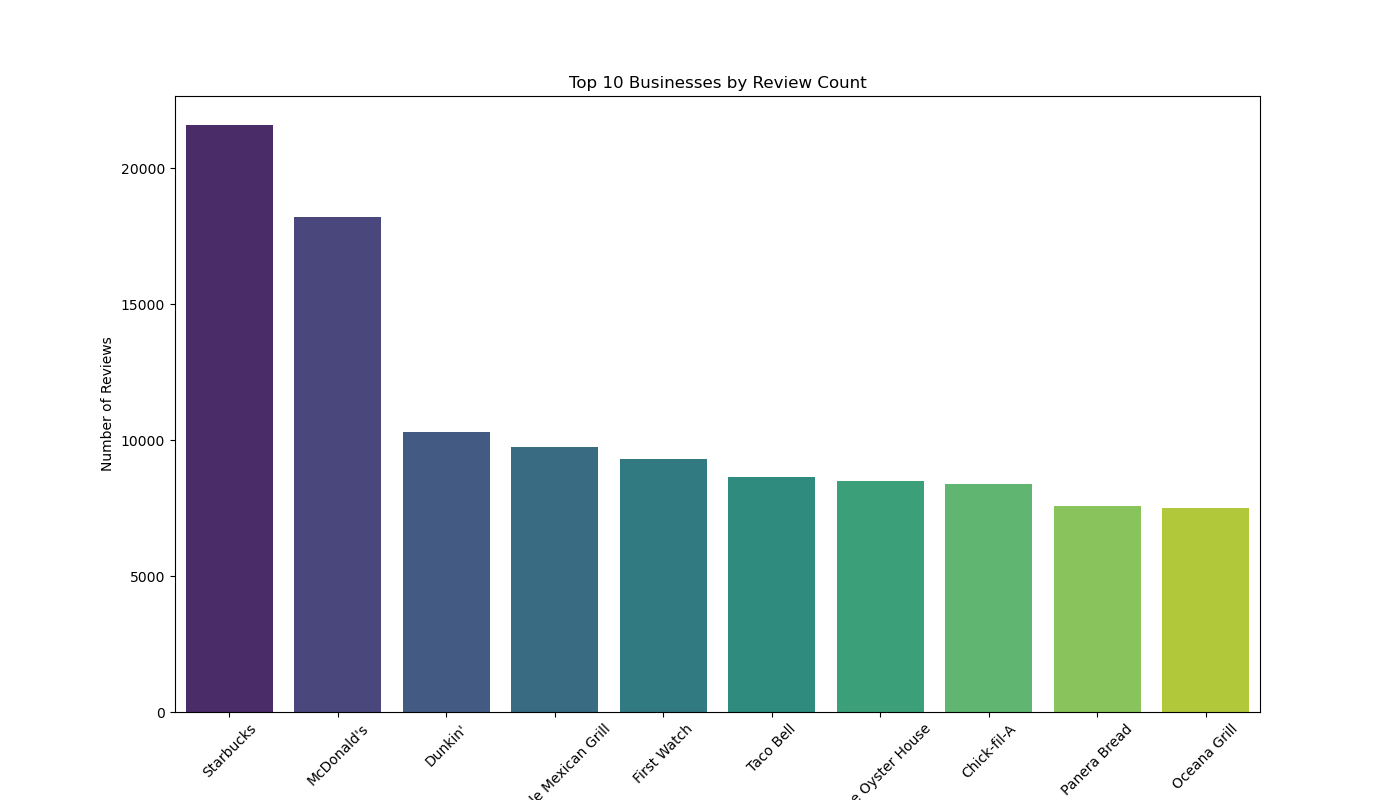 Top 10 Businesses by Review Count
Number of Reviews
20000
15000
10000
5000
0
Starbucks
McDonald's
Dunkin'
Mexican Grill
First Watch
Taco Bell
Oyster House
Chick-fil-A
Panera Bread
Oceana Grill